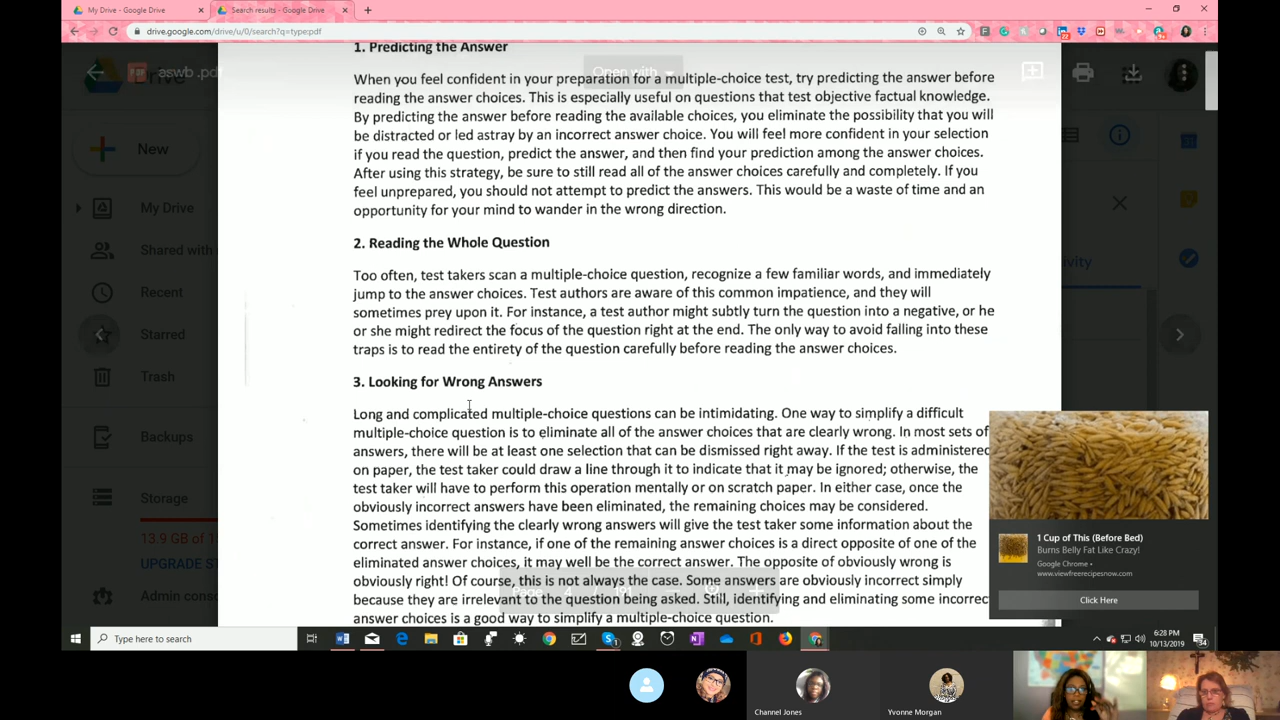 My Drive - Google Drive
Search results - Google Drive
drive.google.com/drive/u/0/search?q=type:pdf
aswb .pdf
Open with
New
My Drive
Shared with
Recent
Starred
Trash
Backups
Storage
13.9 GB of 15
UPGRADE ST
Admin conso
1. Predicting the Answer
When you feel confident in your preparation for a multiple-choice test, try predicting the answer before
reading the answer choices. This is especially useful on questions that test objective factual knowledge.
By predicting the answer before reading the available choices, you eliminate the possibility that you will
be distracted or led astray by an incorrect answer choice. You will feel more confident in your selection
if you read the question, predict the answer, and then find your prediction among the answer choices.
After using this strategy, be sure to still read all of the answer choices carefully and completely. If you
feel unprepared, you should not attempt to predict the answers. This would be a waste of time and an
opportunity for your mind to wander in the wrong direction.
2. Reading the Whole Question
Too often, test takers scan a multiple-choice question, recognize a few familiar words, and immediately
jump to the answer choices. Test authors are aware of this common impatience, and they will
sometimes prey upon it. For instance, a test author might subtly turn the question into a negative, or he
or she might redirect the focus of the question right at the end. The only way to avoid falling into these
traps is to read the entirety of the question carefully before reading the answer choices.
3. Looking for Wrong Answers
Long and complicated multiple-choice questions can be intimidating. One way to simplify a difficult
multiple-choice question is to eliminate all of the answer choices that are clearly wrong. In most sets of
answers, there will be at least one selection that can be dismissed right away. If the test is administered
on paper, the test taker could draw a line through it to indicate that it may be ignored; otherwise, the
test taker will have to perform this operation mentally or on scratch paper. In either case, once the
obviously incorrect answers have been eliminated, the remaining choices may be considered.
Sometimes identifying the clearly wrong answers will give the test taker some information about the
correct answer. For instance, if one of the remaining answer choices is a direct opposite of one of the
eliminated answer choices, it may well be the correct answer. The opposite of obviously wrong is
obviously right! Of course, this is not always the case. Some answers are obviously incorrect simply
because they are irrelevant to the question being asked. Still, identifying and eliminating some incorrect
answer choices is a good way to simplify a multiple-choice question.
Page 4 / 191
tivity
1 Cup of This (Before Bed)
Burns Belly Fat Like Crazy!
Google Chrome •
www.viewfreerecipesnow.com
Click Here
Type here to search
6:28 PM
10/13/2019
34
Channel Jones
Yvonne Morgan